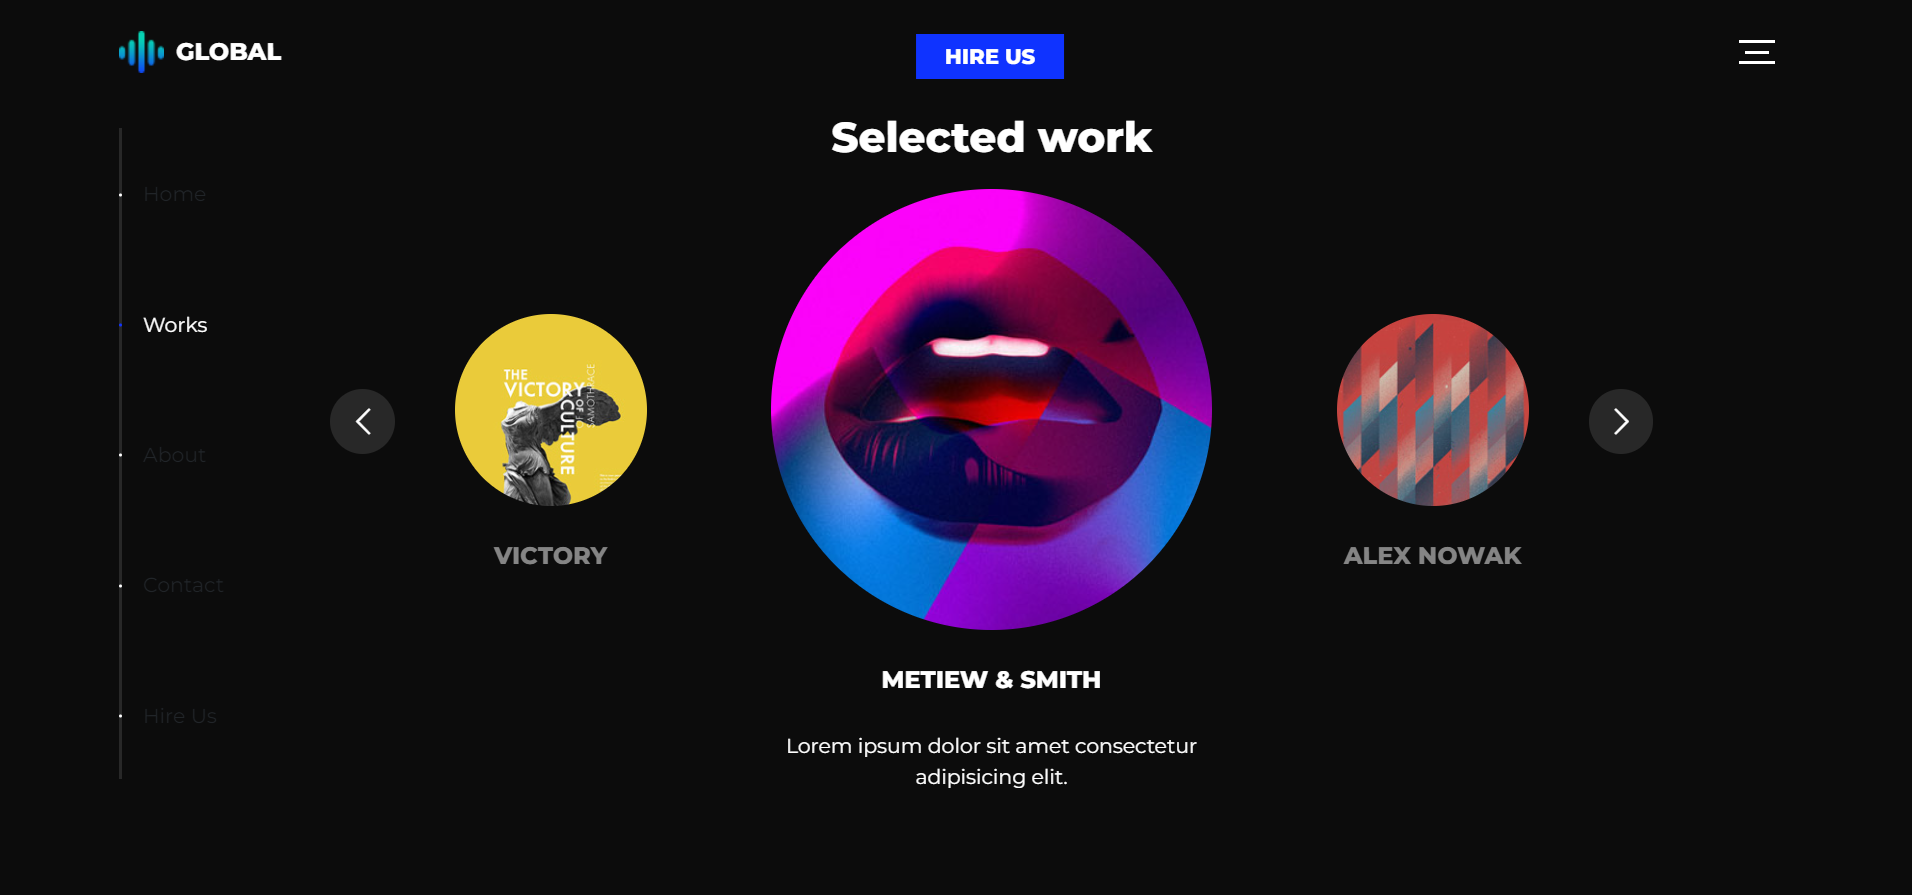 GLOBAL
HIRE US
Selected work
Home
Works
About
Contact
Hire Us
THE
VICTORY
OF
SAMOTHRACE
CULTURE
VICTORY
METIEW & SMITH
Lorem ipsum dolor sit amet consectetur
adipisicing elit.
ALEX NOWAK